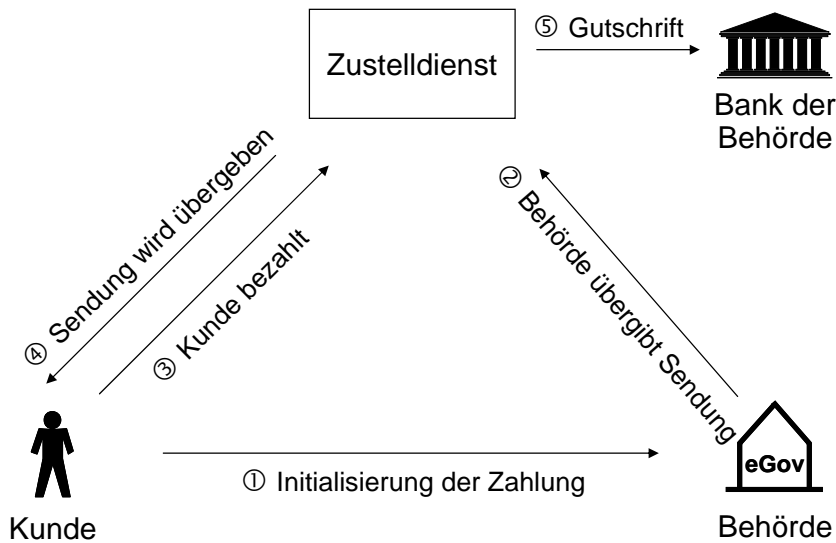 ⑤ Gutschrift
Zustelldienst
Bank der
Behörde
④ Sendung wird übergeben
③ Kunde bezahlt
② Behörde übergibt Sendung
eGov
① Initialisierung der Zahlung
Kunde
Behörde